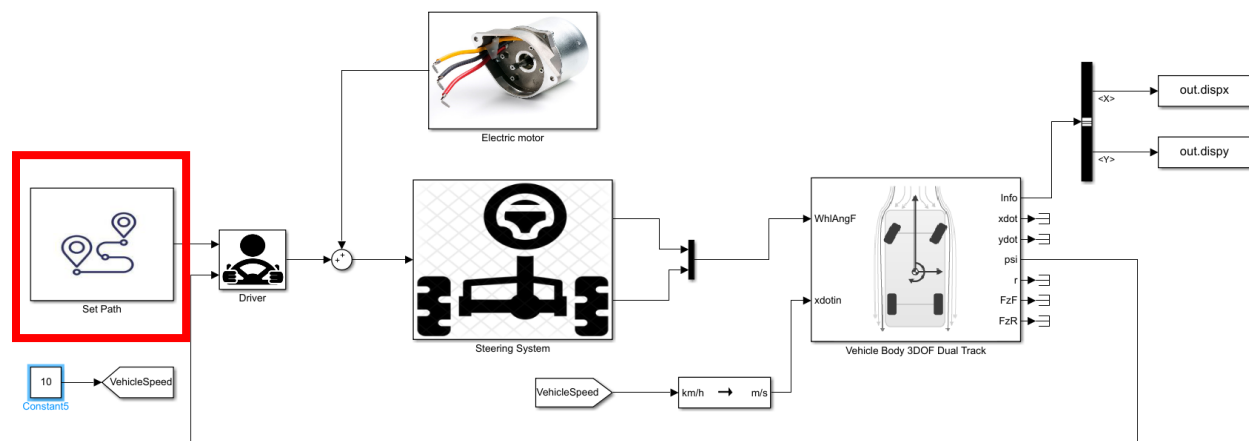 Electric motor
<X>
out.dispx
<Y>
out.dispy
Set Path
Driver
+
+
Steering System
WhlAngF
xdotin
Info
xdot
ydot
psi
r
FzF
FzR
Vehicle Body 3DOF Dual Track
10
Constant5
VehicleSpeed
VehicleSpeed
km/h
m/s